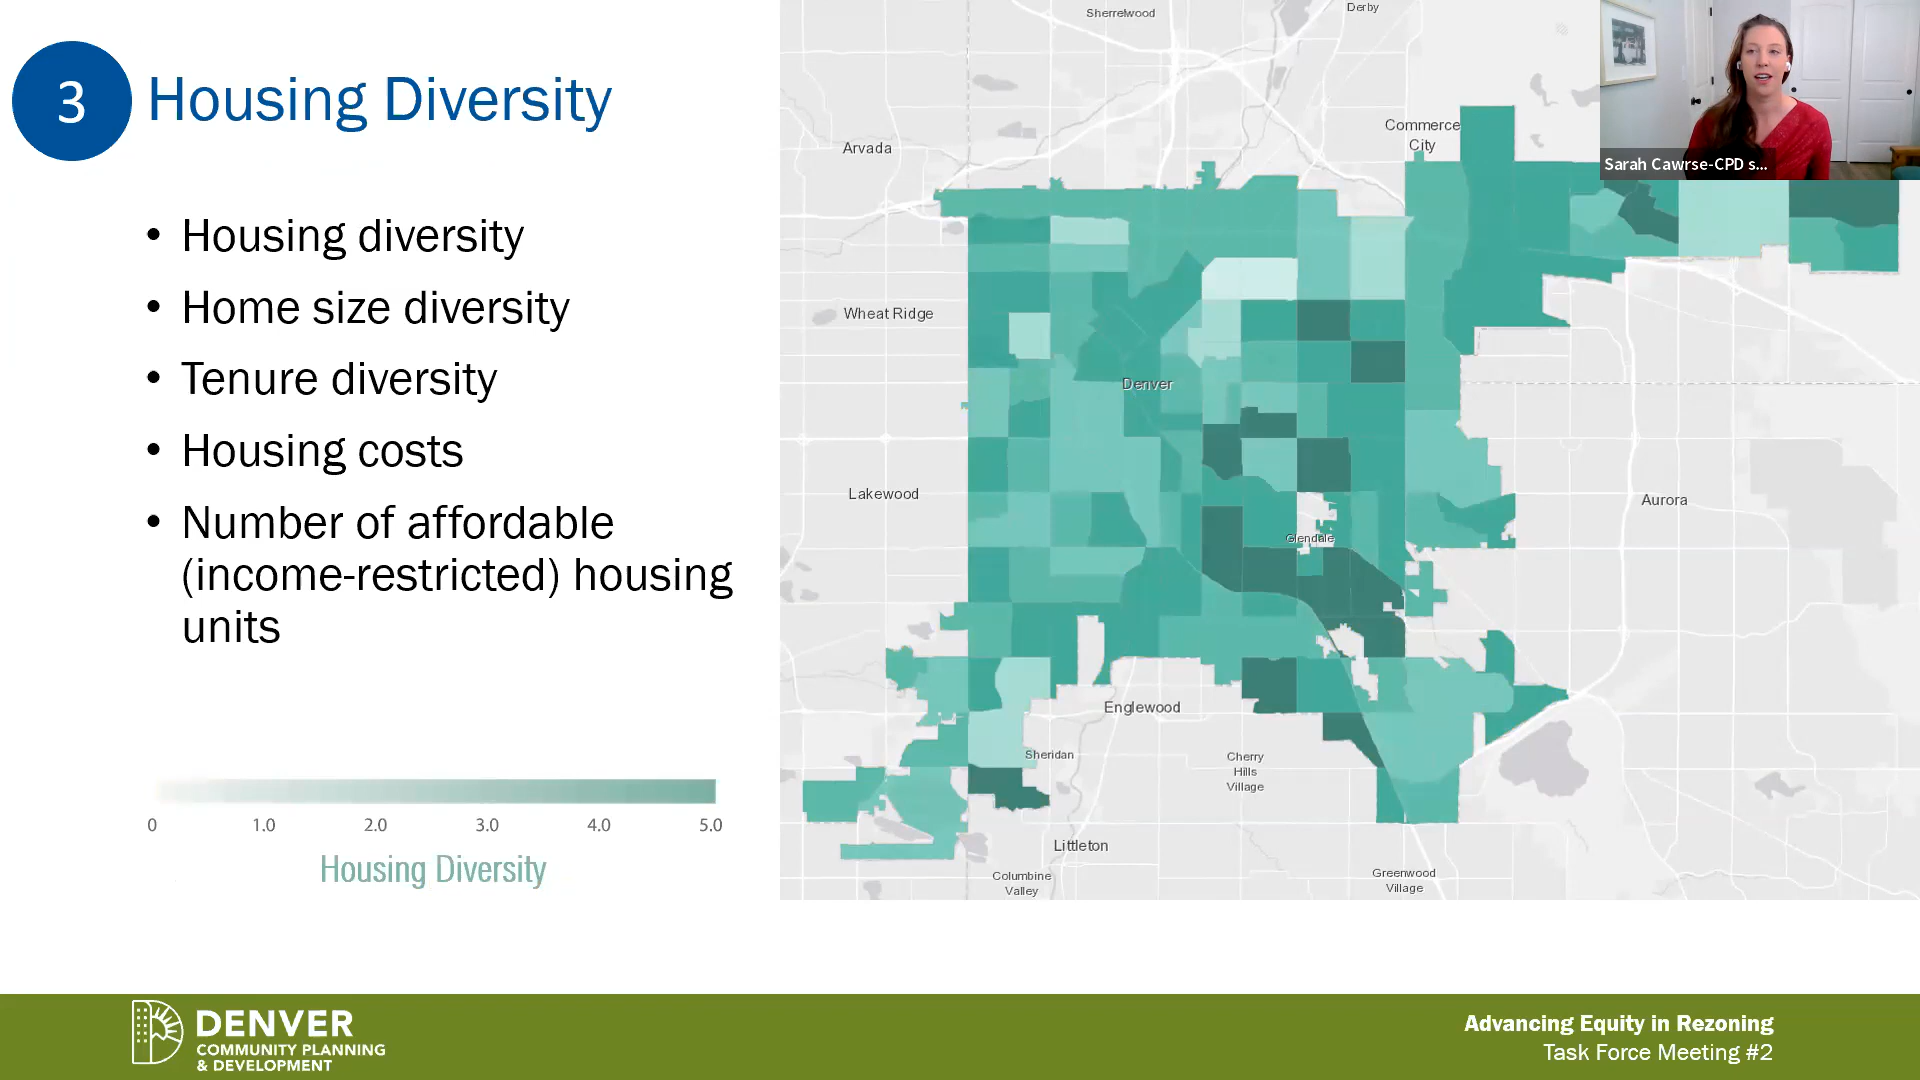 3
Housing Diversity
• Housing diversity
• Home size diversity
• Tenure diversity
• Housing costs
• Number of affordable
(income-restricted) housing
units
0 1.0 2.0 3.0 4.0 5.0
Housing Diversity
Sherrelwood
Derby
Commerce
City
Arvada
Wheat Ridge
Denver
Lakewood
Aurora
Glendale
Englewood
Sheridan
Cherry
Hills
Village
Littleton
Columbine
Valley
Greenwood
Village
Sarah Cawrse-CPD s...
DENVER
COMMUNITY PLANNING
& DEVELOPMENT
Advancing Equity in Rezoning
Task Force Meeting #2